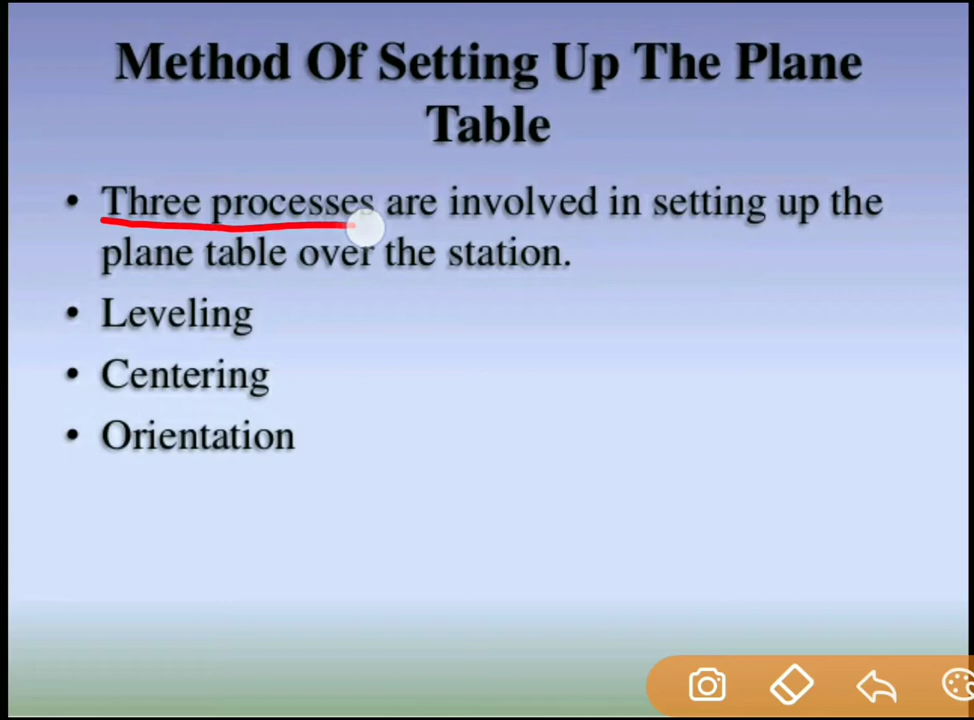 Method Of Setting Up The Plane
Table
• Three processes are involved in setting up the
plane table over the station.
• Leveling
• Centering
• Orientation